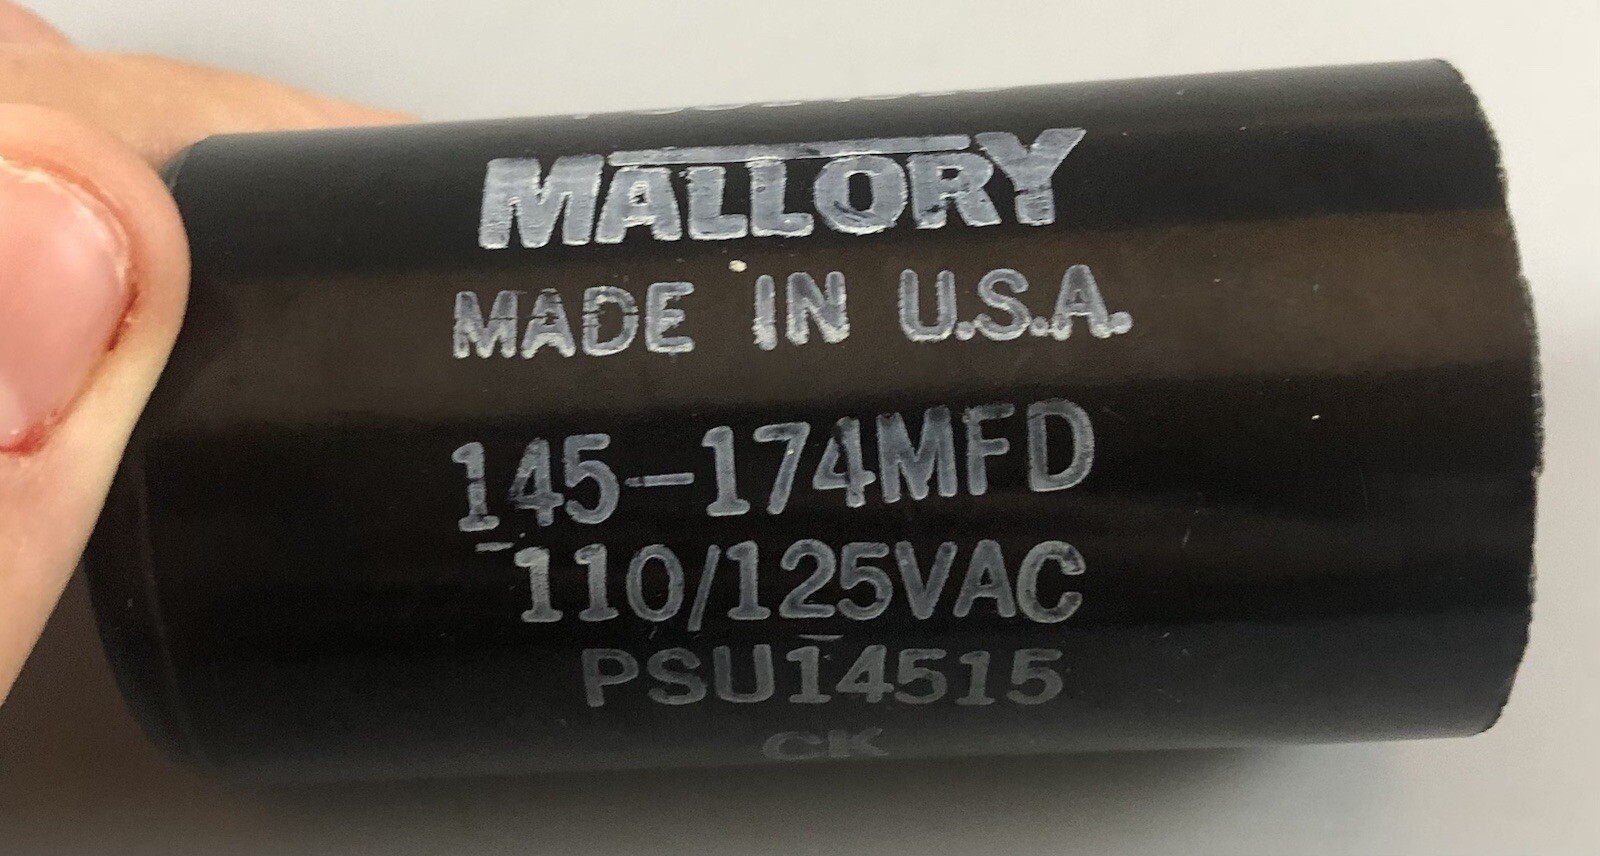 MALLORY
MADE IN U.S.A.
145-174MFD
110/125VAC
PSU14515
CK